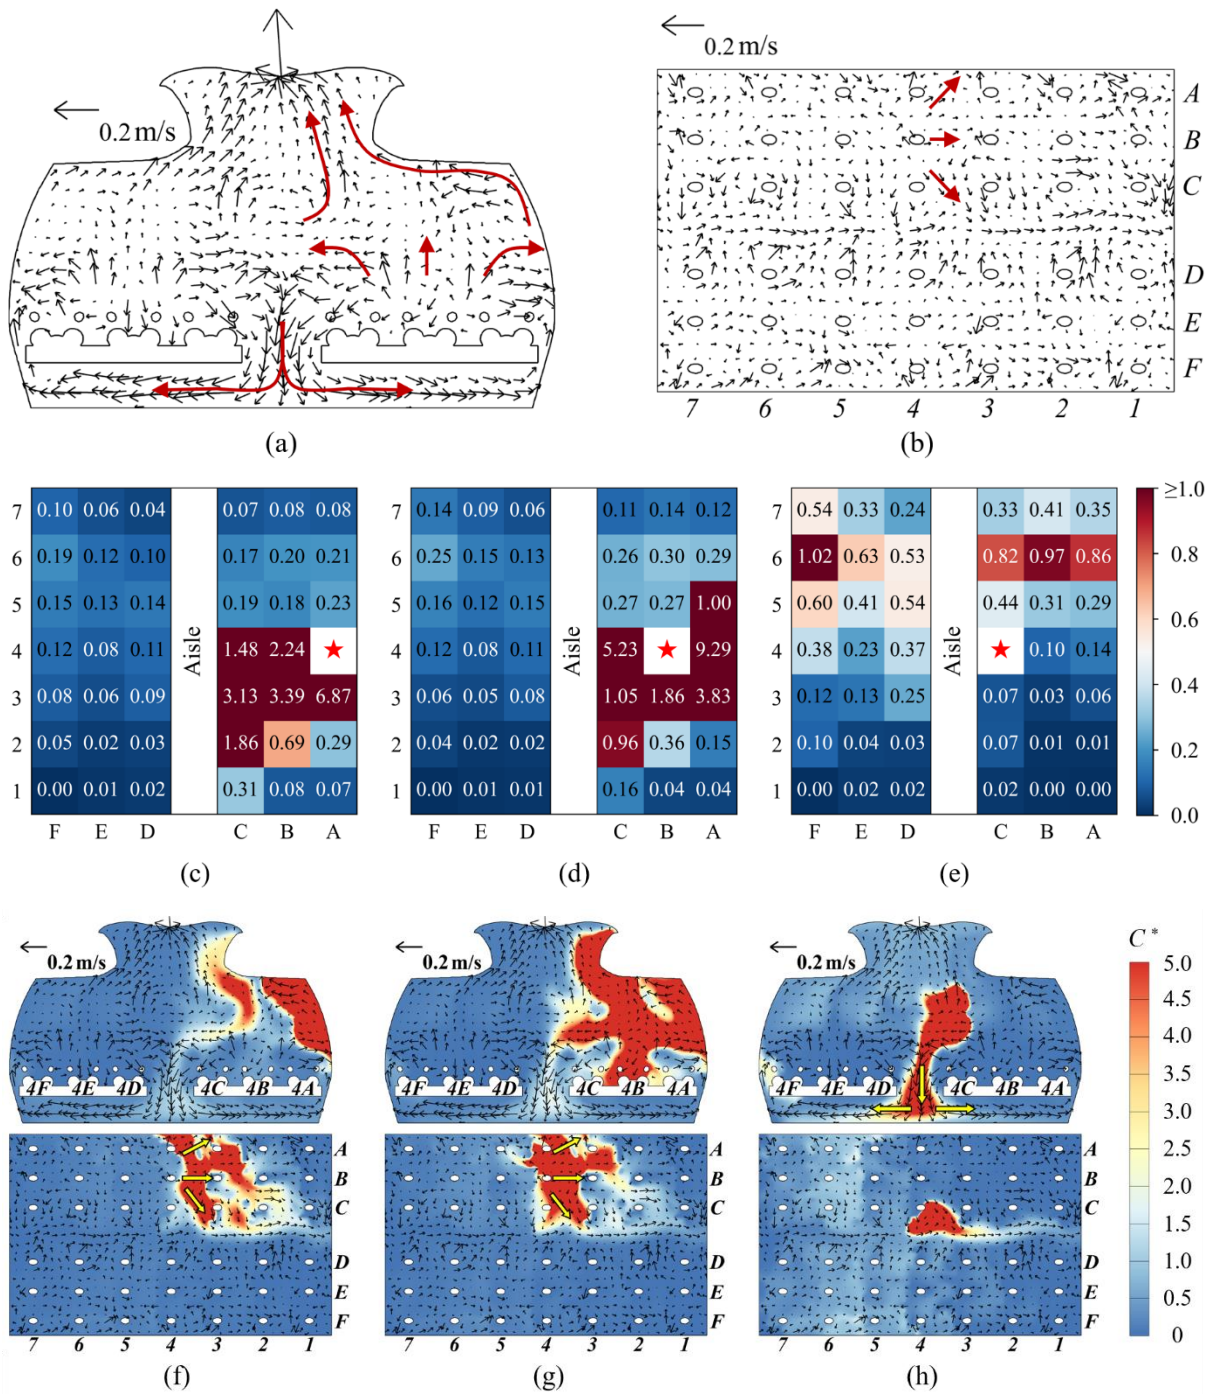 0.2 m/s
0.2 m/s
A
B
C
D
E
F
7 6 5 4 3 2 1
(a)
(b)
7 0.10 0.06 0.04 0.07 0.08 0.08
6 0.19 0.12 0.10 0.17 0.20 0.21
5 0.15 0.13 0.14 0.19 0.18 0.23
4 0.12 0.08 0.11 1.48 2.24
3 0.08 0.06 0.09 3.13 3.39 6.87
2 0.05 0.02 0.03 1.86 0.69 0.29
1 0.00 0.01 0.02 0.31 0.08 0.07
Aisle
F E D C B A
(c)
7 0.14 0.09 0.06 0.11 0.14 0.12
6 0.25 0.15 0.13 0.26 0.30 0.29
5 0.16 0.12 0.15 0.27 0.27 1.00
4 0.12 0.08 0.11 5.23 9.29
3 0.06 0.05 0.08 1.05 1.86 3.83
2 0.04 0.02 0.02 0.96 0.36 0.15
1 0.00 0.01 0.01 0.16 0.04 0.04
Aisle
F E D C B A
(d)
7 0.54 0.33 0.24 0.33 0.41 0.35
6 1.02 0.63 0.53 0.82 0.97 0.86
5 0.60 0.41 0.54 0.44 0.31 0.29
4 0.38 0.23 0.37 0.10 0.14
3 0.12 0.13 0.25 0.07 0.03 0.06
2 0.10 0.04 0.03 0.07 0.01 0.01
1 0.00 0.02 0.02 0.02 0.00 0.00
Aisle
F E D C B A
(e)
≥1.0
0.8
0.6
0.4
0.2
0.0
0.2 m/s
4F 4E 4D 4C 4B 4A
A
B
C
D
E
F
7 6 5 4 3 2 1
(f)
0.2 m/s
4F 4E 4D 4C 4B 4A
A
B
C
D
E
F
7 6 5 4 3 2 1
(g)
0.2 m/s
4F 4E 4D 4C 4B 4A
A
B
C
D
E
F
7 6 5 4 3 2 1
(h)
C*
5.0
4.5
4.0
3.5
3.0
2.5
2.0
1.5
1.0
0.5
0